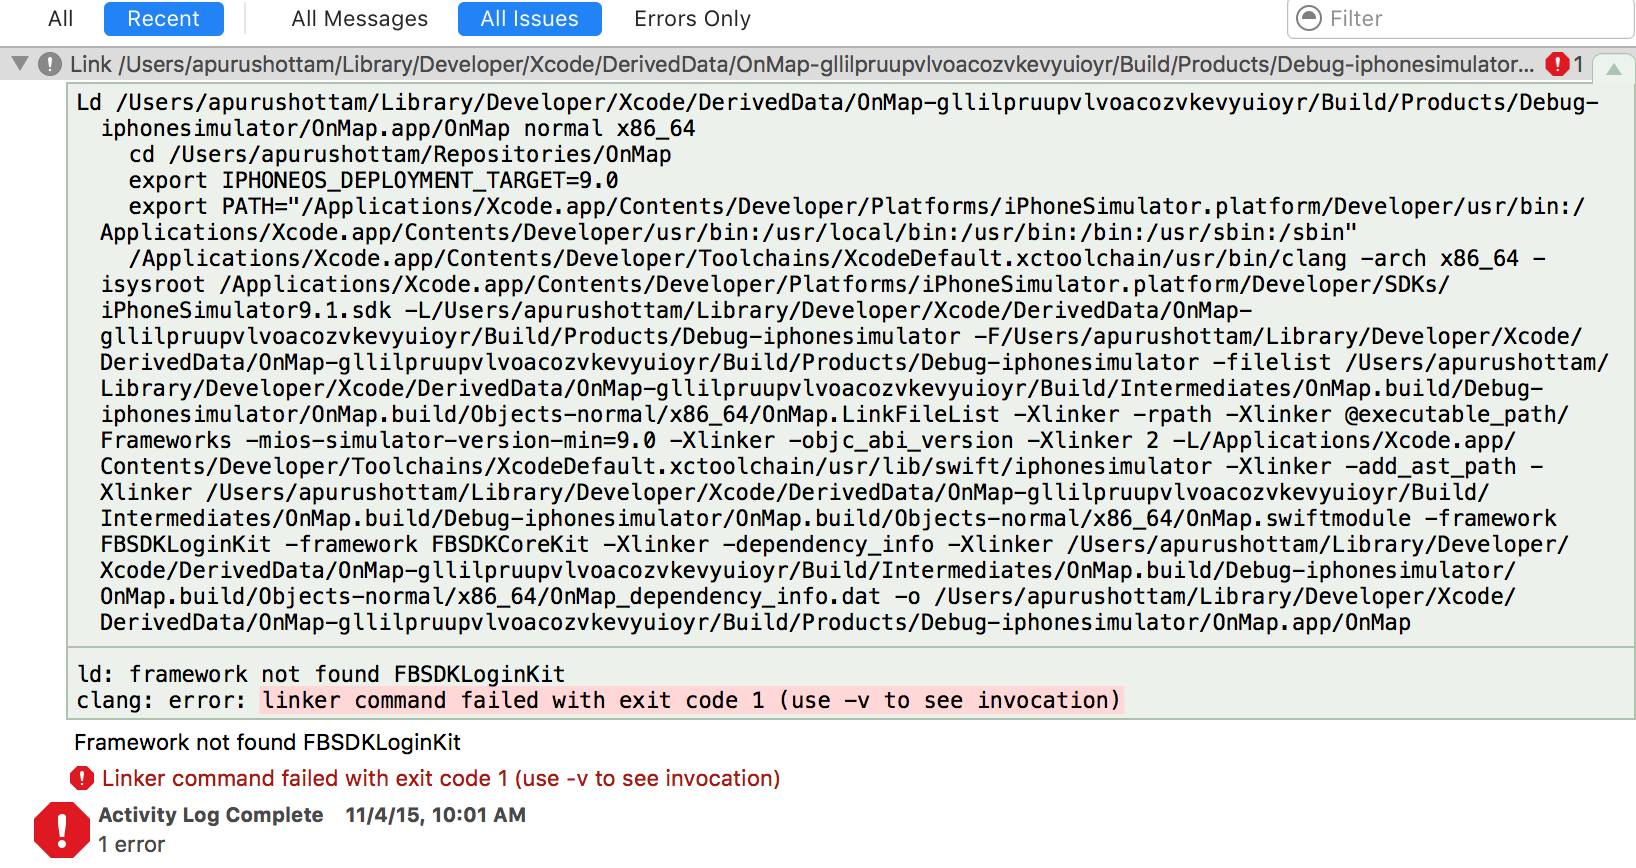 All Recent All Messages All Issues Errors Only Filter
Link /Users/apurushottam/Library/Developer/Xcode/DerivedData/OnMap-gllilpruupvlvoacozvkevyuioyr/Build/Products/Debug-iphonesimulator... 1
Ld /Users/apurushottam/Library/Developer/Xcode/DerivedData/OnMap-gllilpruupvlvoacozvkevyuioyr/Build/Products/Debug-
iphonesimulator/OnMap.app/OnMap normal x86_64
cd /Users/apurushottam/Repositories/OnMap
export IPHONEOS_DEPLOYMENT_TARGET=9.0
export PATH="/Applications/Xcode.app/Contents/Developer/Platforms/iPhoneSimulator.platform/Developer/usr/bin:/
Applications/Xcode.app/Contents/Developer/usr/bin:/usr/local/bin:/usr/bin:/bin:/usr/sbin:/sbin"
/Applications/Xcode.app/Contents/Developer/Toolchains/XcodeDefault.xctoolchain/usr/bin/clang -arch x86_64 -
isysroot /Applications/Xcode.app/Contents/Developer/Platforms/iPhoneSimulator.platform/Developer/SDKs/
iPhoneSimulator9.1.sdk -L/Users/apurushottam/Library/Developer/Xcode/DerivedData/OnMap-
gllilpruupvlvoacozvkevyuioyr/Build/Products/Debug-iphonesimulator -F/Users/apurushottam/Library/Developer/Xcode/
DerivedData/OnMap-gllilpruupvlvoacozvkevyuioyr/Build/Products/Debug-iphonesimulator -filelist /Users/apurushottam/
Library/Developer/Xcode/DerivedData/OnMap-gllilpruupvlvoacozvkevyuioyr/Build/Intermediates/OnMap.build/Debug-
iphonesimulator/OnMap.build/Objects-normal/x86_64/OnMap.LinkFileList -Xlinker -rpath -Xlinker @executable_path/
Frameworks -mios-simulator-version-min=9.0 -Xlinker -objc_abi_version -Xlinker 2 -L/Applications/Xcode.app/
Contents/Developer/Toolchains/XcodeDefault.xctoolchain/usr/lib/swift/iphonesimulator -Xlinker -add_ast_path -
Xlinker /Users/apurushottam/Library/Developer/Xcode/DerivedData/OnMap-gllilpruupvlvoacozvkevyuioyr/Build/
Intermediates/OnMap.build/Debug-iphonesimulator/OnMap.build/Objects-normal/x86_64/OnMap.swiftmodule -framework
FBSDKLoginKit -framework FBSDKCoreKit -Xlinker -dependency_info -Xlinker /Users/apurushottam/Library/Developer/
Xcode/DerivedData/OnMap-gllilpruupvlvoacozvkevyuioyr/Build/Intermediates/OnMap.build/Debug-iphonesimulator/
OnMap.build/Objects-normal/x86_64/OnMap_dependency_info.dat -o /Users/apurushottam/Library/Developer/Xcode/
DerivedData/OnMap-gllilpruupvlvoacozvkevyuioyr/Build/Products/Debug-iphonesimulator/OnMap.app/OnMap
ld: framework not found FBSDKLoginKit
clang: error: linker command failed with exit code 1 (use -v to see invocation)
Framework not found FBSDKLoginKit
Linker command failed with exit code 1 (use -v to see invocation)
Activity Log Complete 11/4/15, 10:01 AM
1 error